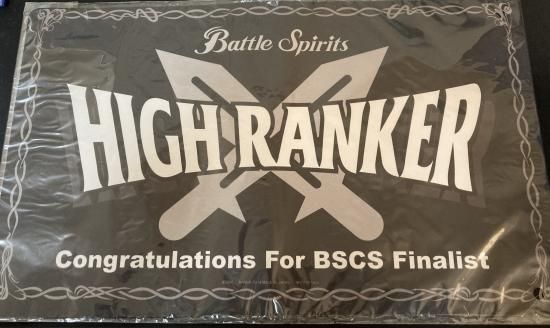 Battle Spirits
HIGH RANKER
Congratulations For BSCS Finalist